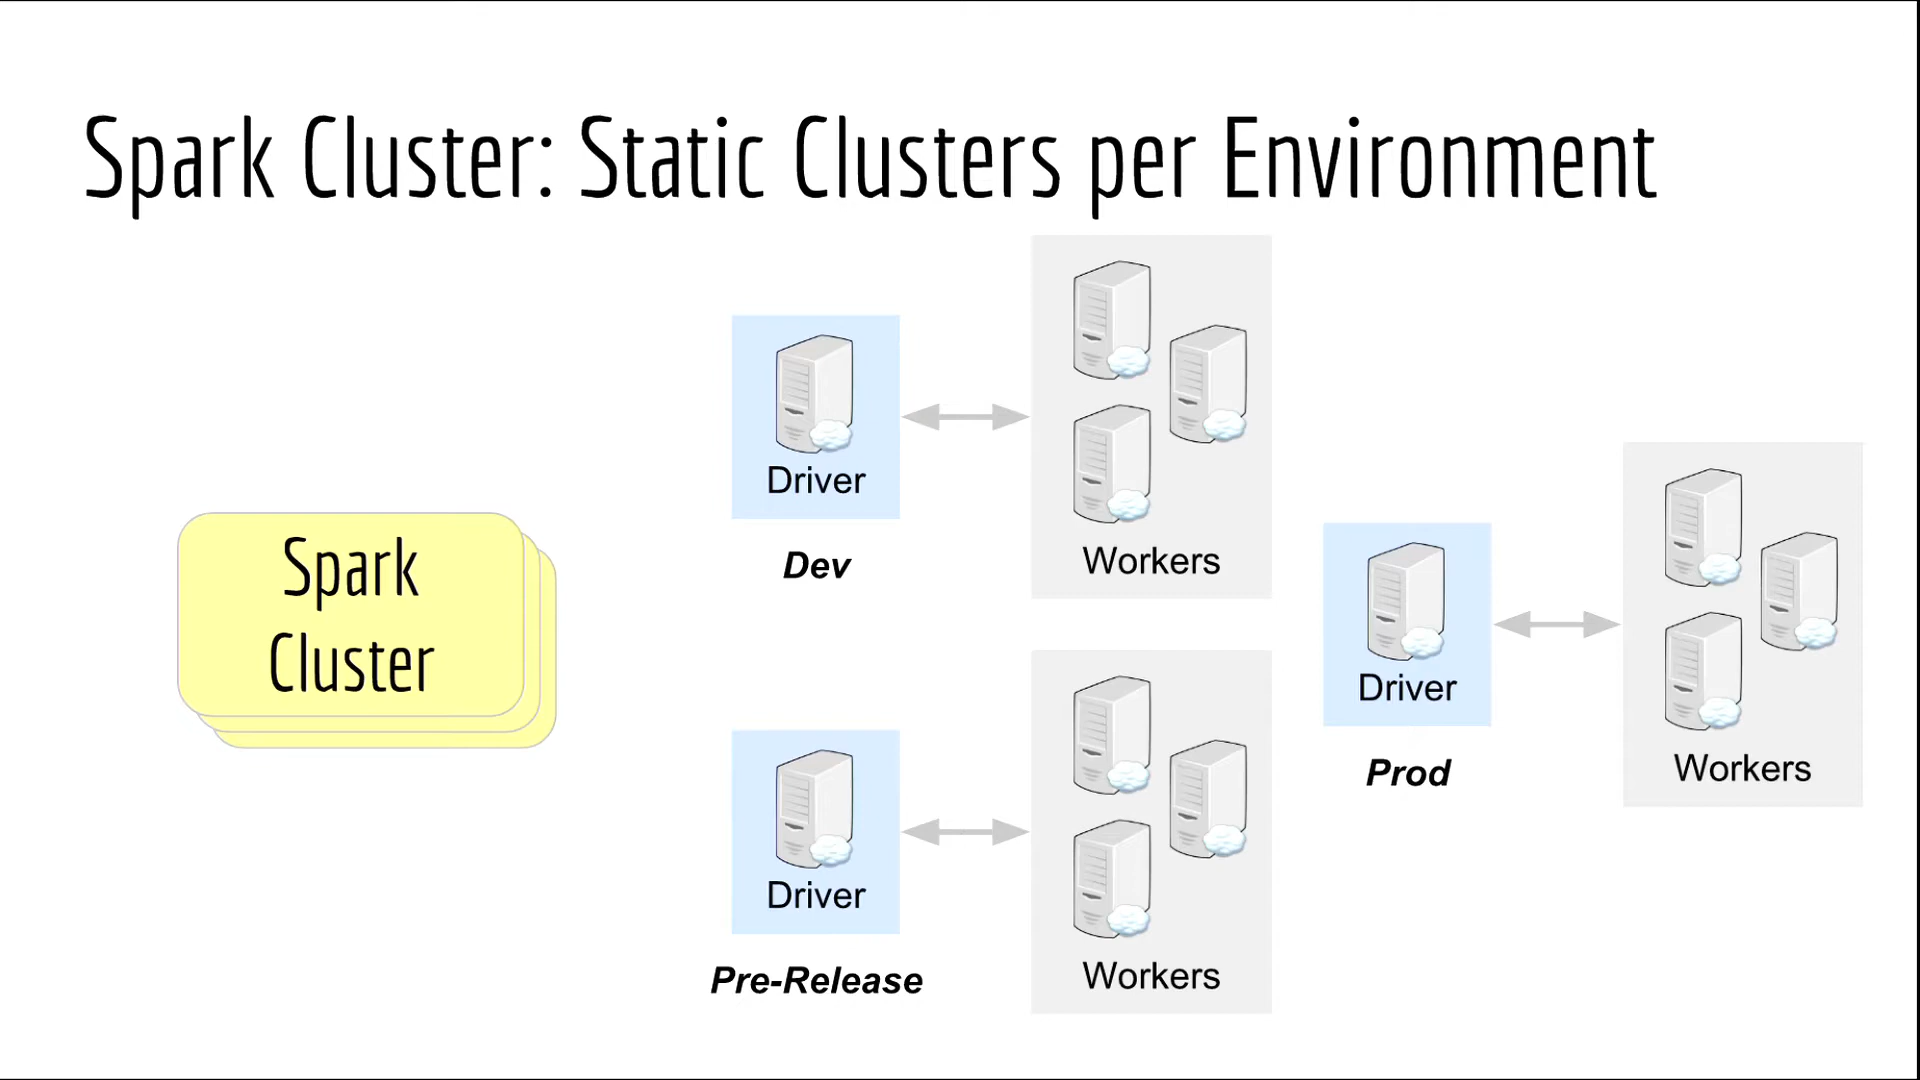 Spark Cluster: Static Clusters per Environment
Spark
Cluster
Driver
Dev
Workers
Driver
Pre-Release
Workers
Driver
Prod
Workers